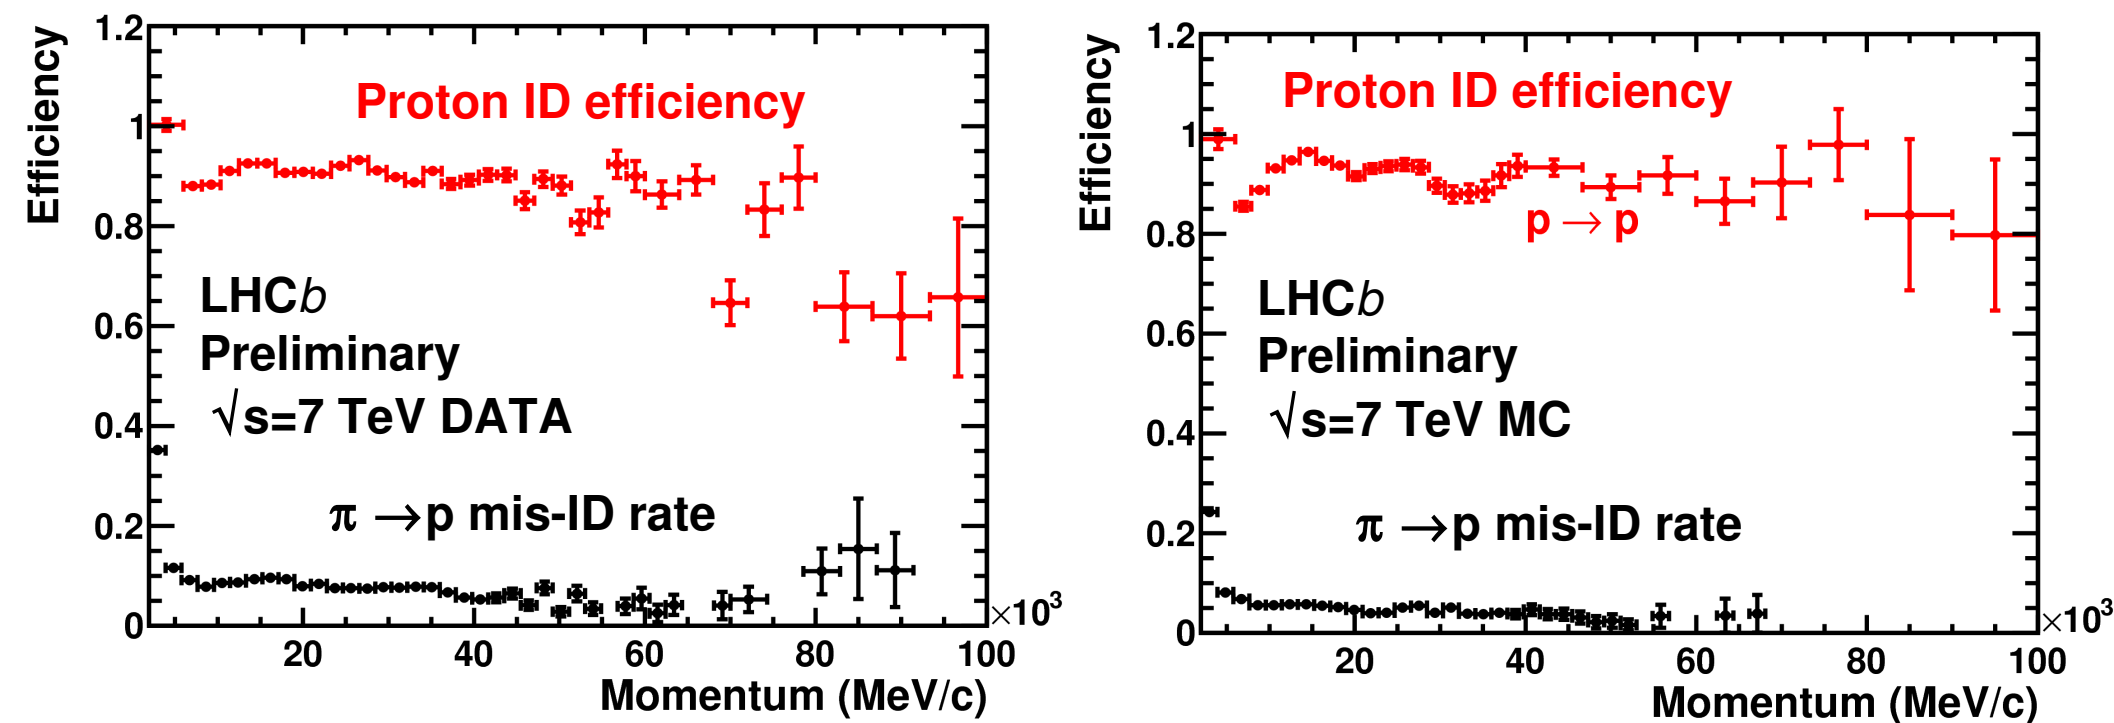 Efficiency
1.2
1
0.8
0.6
0.4
0.2
0
Proton ID efficiency
LHCb
Preliminary
√s=7 TeV DATA
π →p mis-ID rate
20 40 60 80 100
×10³
Momentum (MeV/c)
Efficiency
1.2
1
0.8
0.6
0.4
0.2
0
Proton ID efficiency
p → p
LHCb
Preliminary
√s=7 TeV MC
π →p mis-ID rate
20 40 60 80 100
×10³
Momentum (MeV/c)